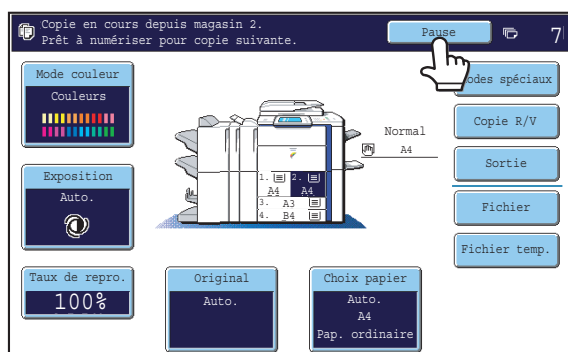 Copie en cours depuis magasin 2.
Prêt à numériser pour copie suivante.
Pause
7
Mode couleur
Couleurs
odes spéciaux
Copie R/V
Normal
A4
Sortie
1.
2.
A4
A4
3. A3
4. B4
Exposition
Auto.
Fichier
Fichier temp.
Taux de repro.
100%
Original
Auto.
Choix papier
Auto.
A4
Pap. ordinaire